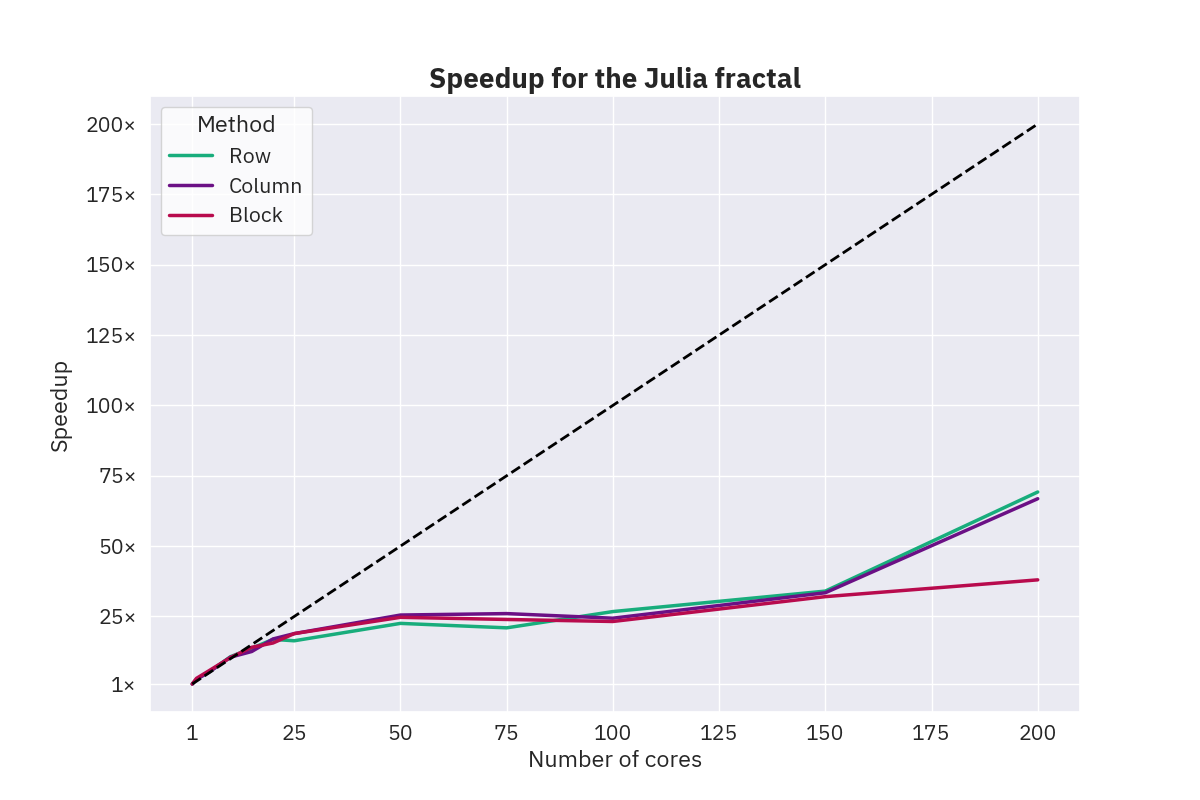 Speedup for the Julia fractal
Method
Row
Column
Block
200×
175×
150×
125×
100×
75×
50×
25×
1×
Speedup
1 25 50 75 100 125 150 175 200
Number of cores